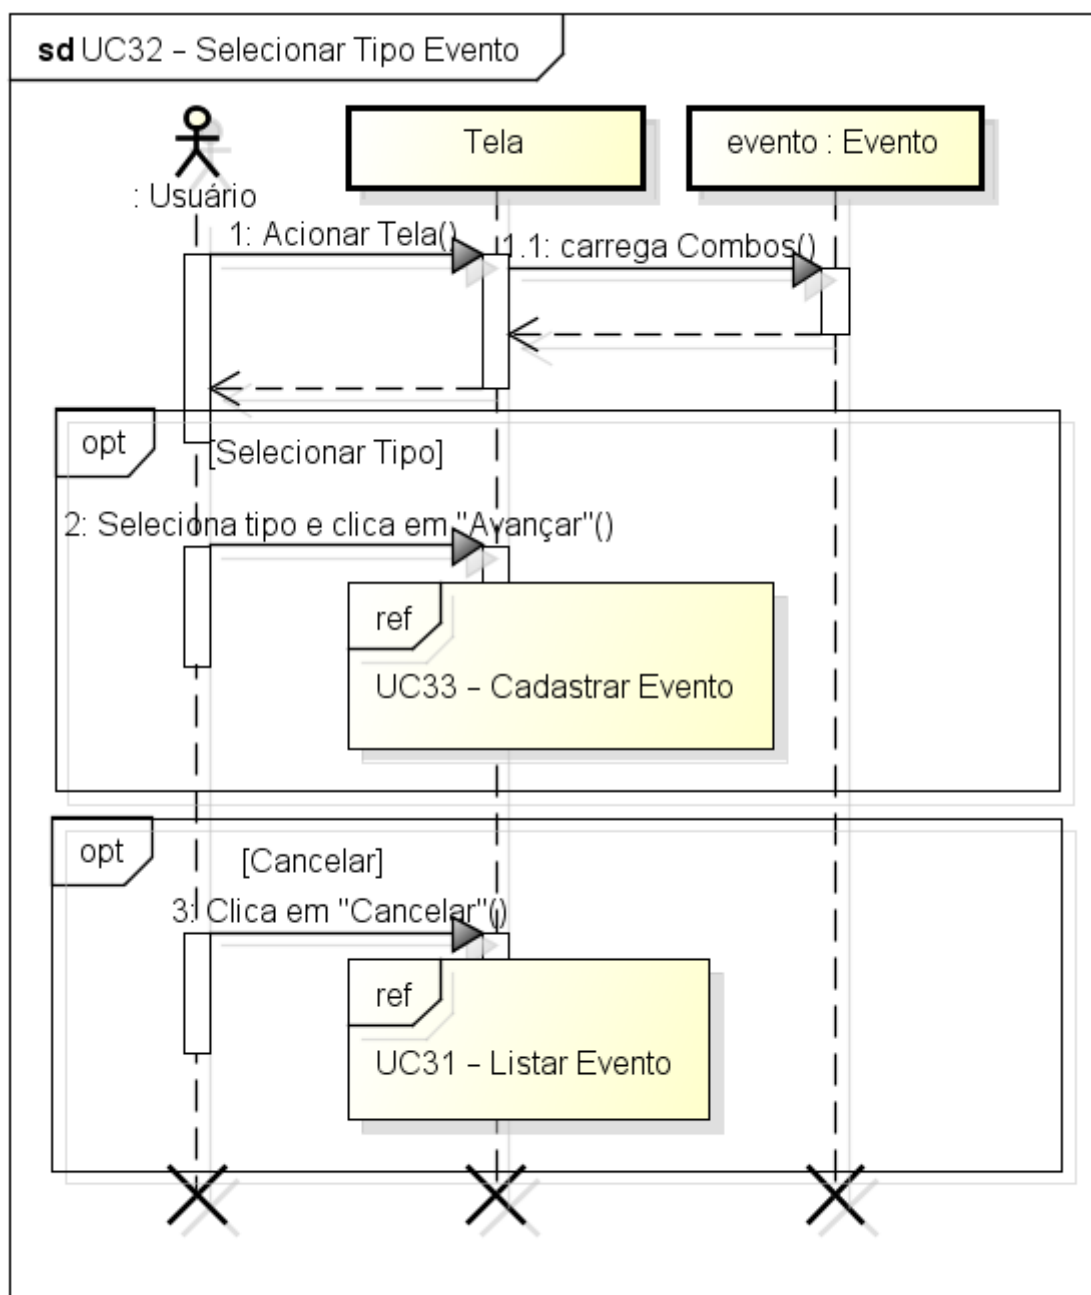 sd UC32 - Selecionar Tipo Evento
Tela
evento : Evento
: Usuário
1: Acionar Tela()
1.1: carrega Combos()
opt
[Selecionar Tipo]
2: Seleciona tipo e clica em "Avançar"()
ref
UC33 - Cadastrar Evento
opt
[Cancelar]
3: Clica em "Cancelar"()
ref
UC31 - Listar Evento